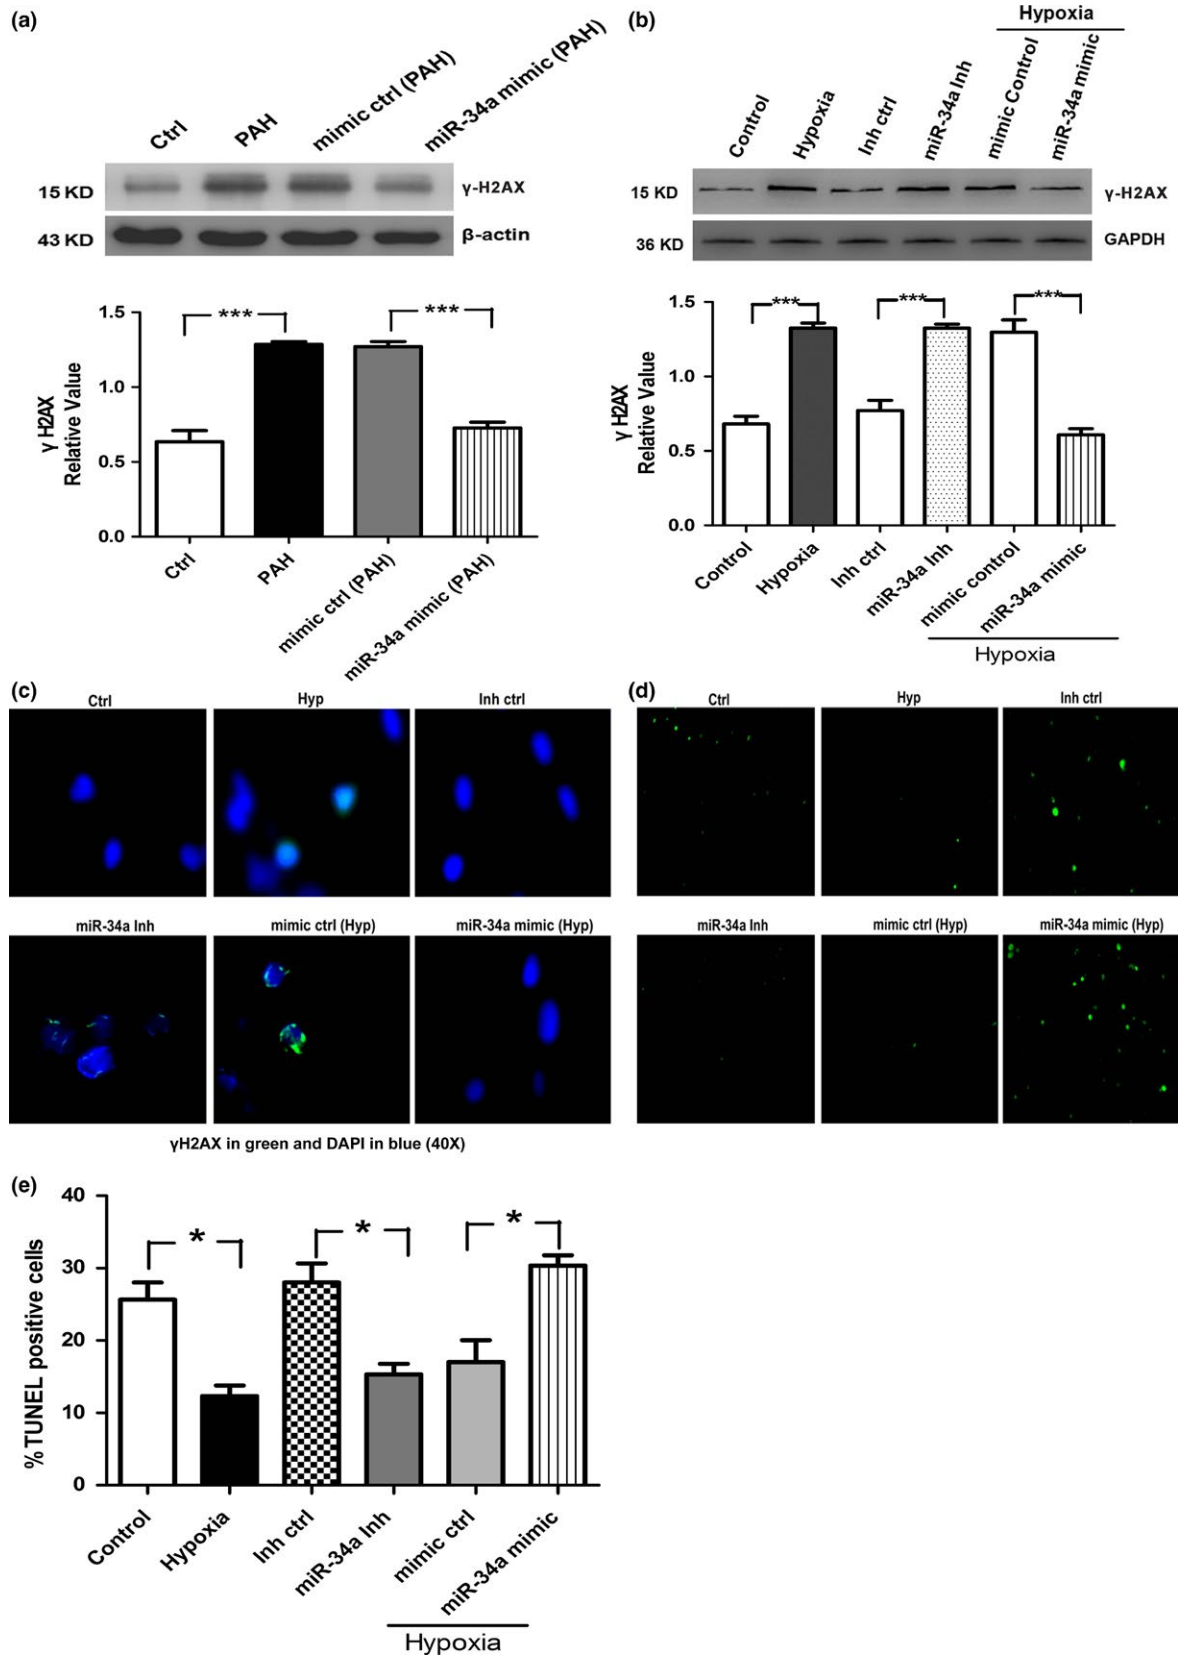 (a)
Ctrl
PAH
mimic ctrl (PAH)
miR-34a mimic (PAH)
15 KD
γ-H2AX
43 KD
β-actin
γ H2AX
Relative Value
1.5
1.0
0.5
0.0
***
***
Ctrl
PAH
mimic ctrl (PAH)
miR-34a mimic (PAH)
(b)
Hypoxia
Control
Hypoxia
Inh ctrl
miR-34a Inh
mimic Control
miR-34a mimic
15 KD
γ-H2AX
36 KD
GAPDH
γ H2AX
Relative Value
1.5
1.0
0.5
0.0
***
***
***
Control
Hypoxia
Inh ctrl
miR-34a Inh
mimic control
miR-34a mimic
Hypoxia
(c)
Ctrl
Hyp
Inh ctrl
miR-34a Inh
mimic ctrl (Hyp)
miR-34a mimic (Hyp)
γH2AX in green and DAPI in blue (40X)
(d)
Ctrl
Hyp
Inh ctrl
miR-34a Inh
mimic ctrl (Hyp)
miR-34a mimic (Hyp)
(e)
% TUNEL positive cells
40
30
20
10
0
*
*
*
Control
Hypoxia
Inh ctrl
miR-34a Inh
mimic ctrl
miR-34a mimic
Hypoxia